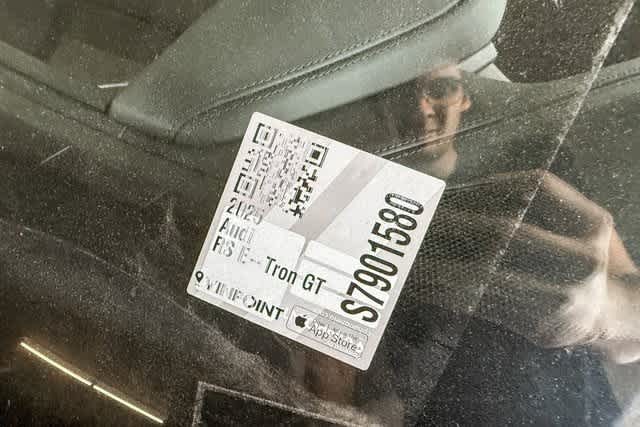 2025
Audi
RS E-Tron GT
VINPOINT
S7901580
App Store